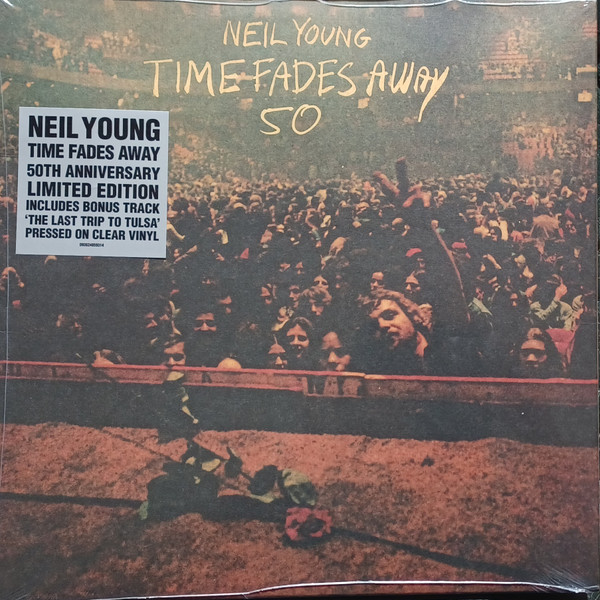 NEIL YOUNG
TIME FADES AWAY
50
NEIL YOUNG
TIME FADES AWAY
50TH ANNIVERSARY
LIMITED EDITION
INCLUDES BONUS TRACK
'THE LAST TRIP TO TULSA'
PRESSED ON CLEAR VINYL